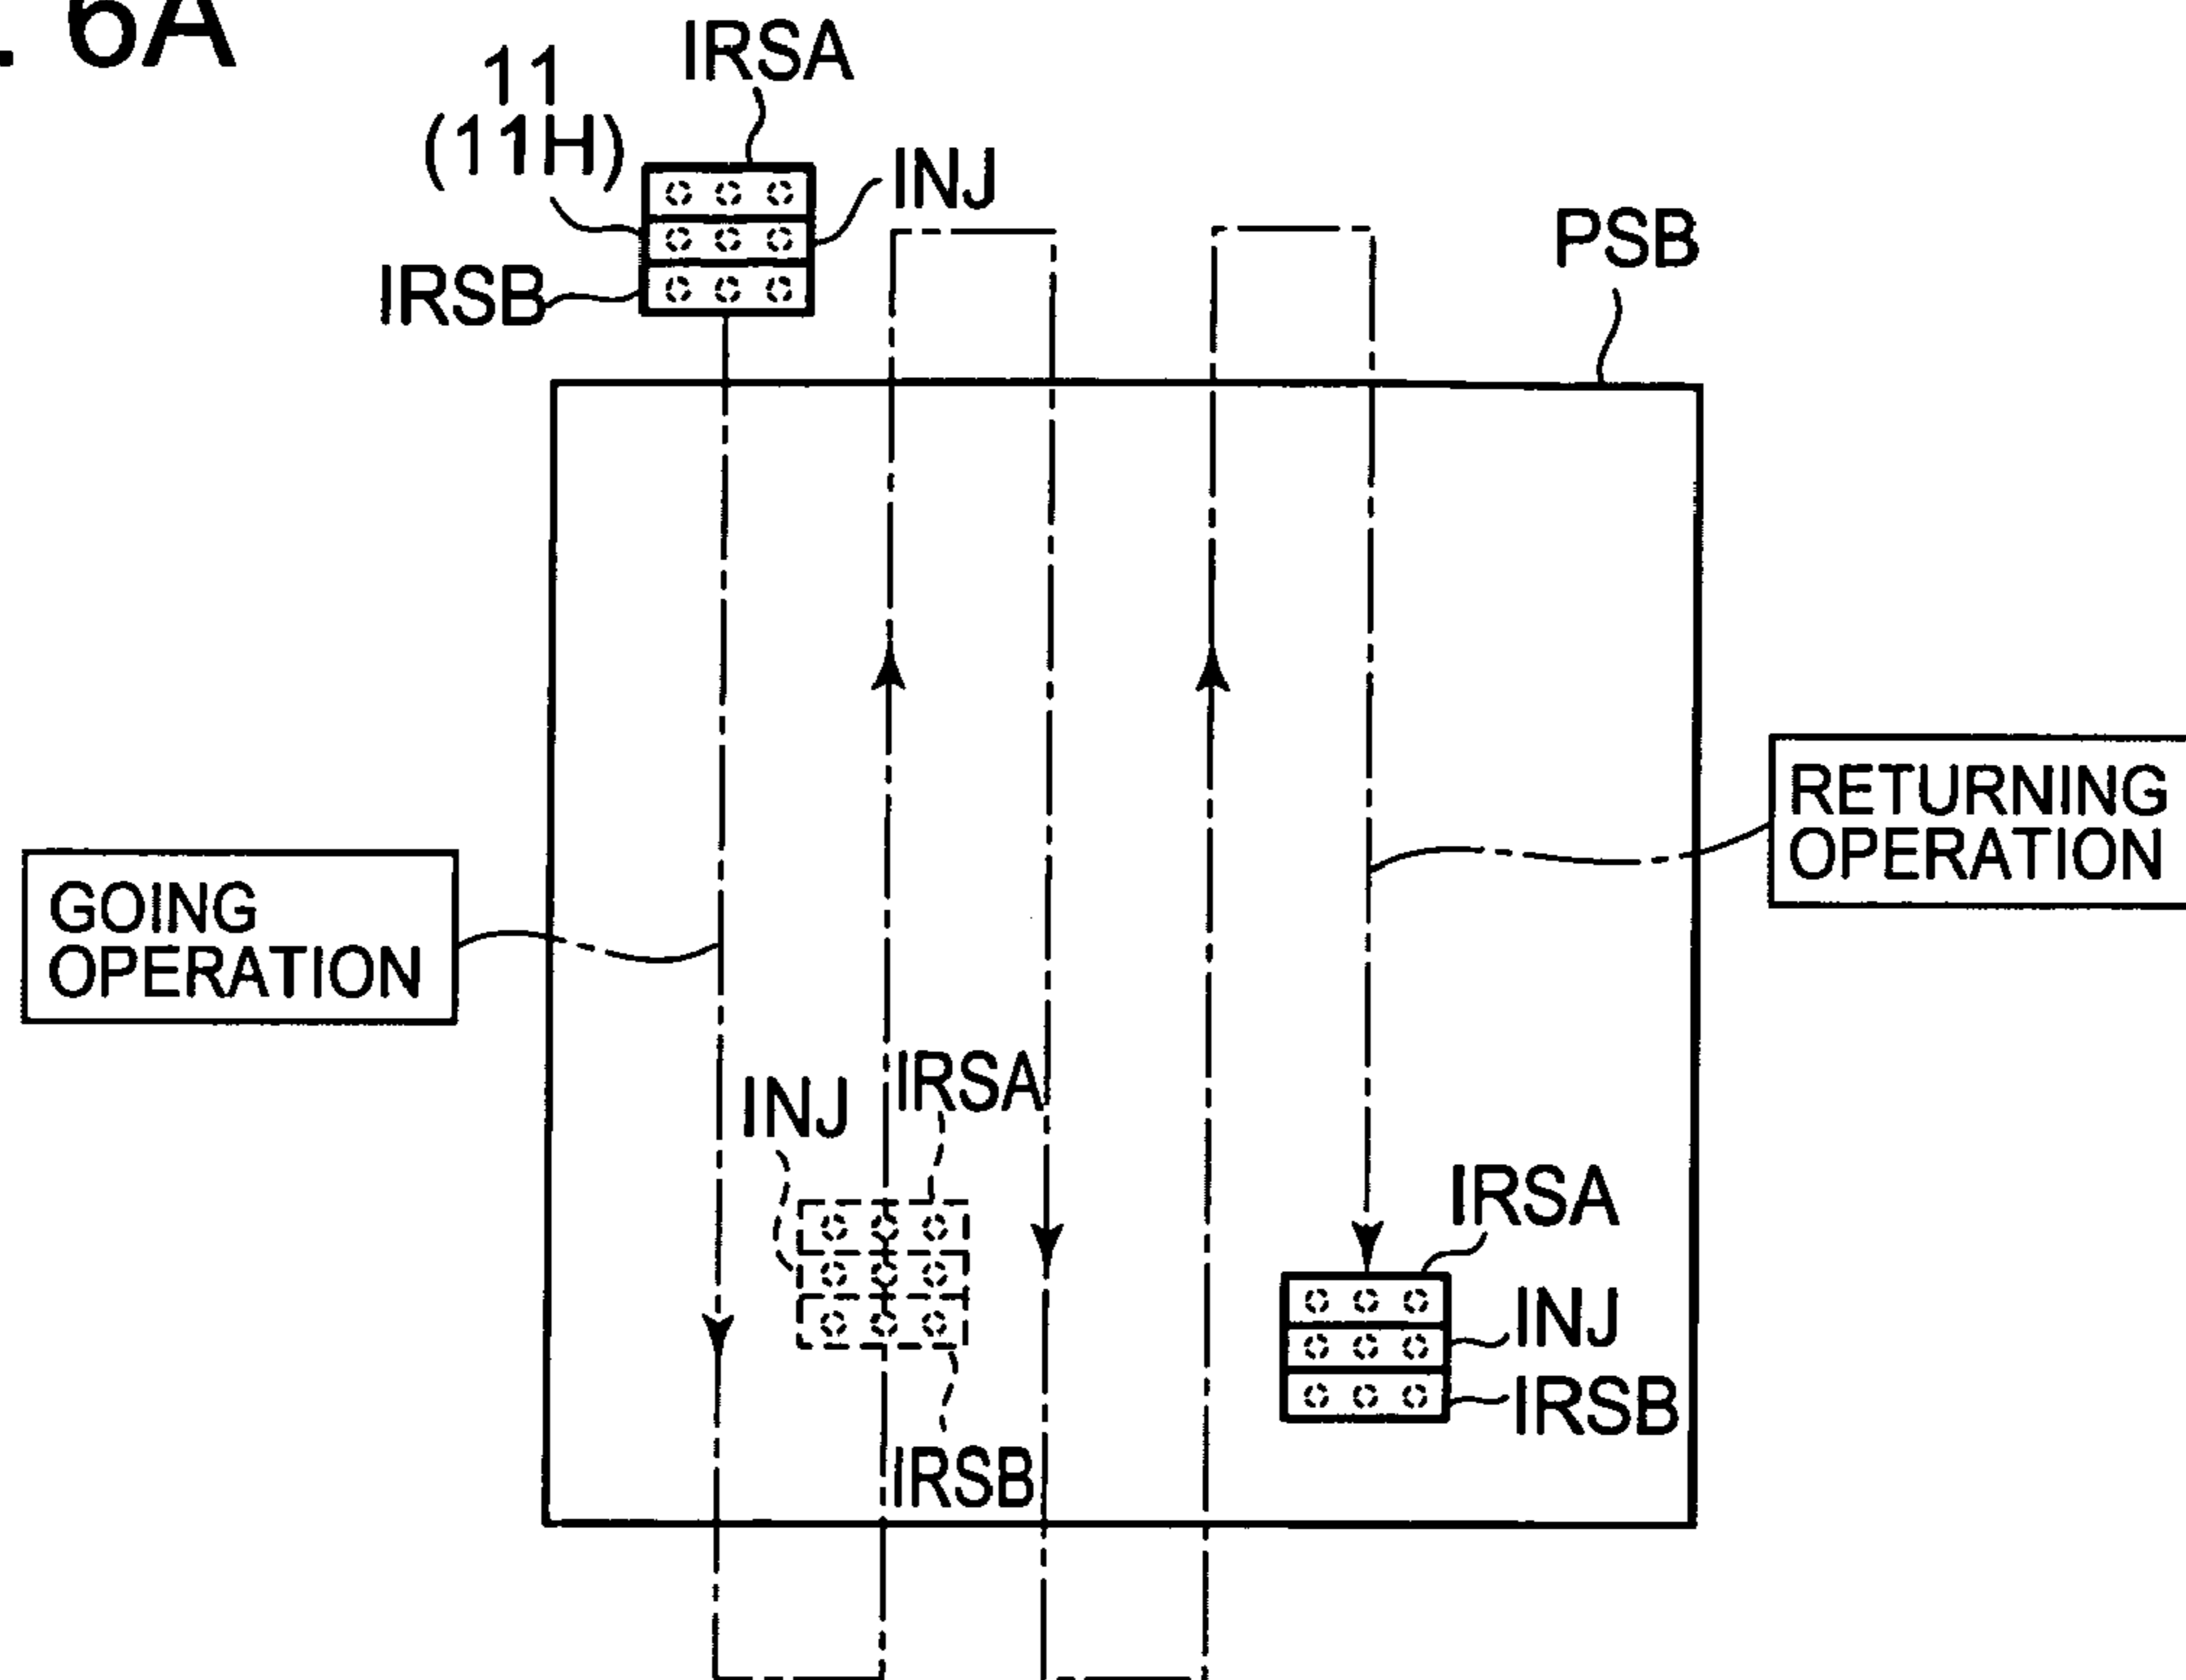 . 6A
IRSA
11
(11H)
INJ
IRSB
PSB
RETURNING
OPERATION
GOING
OPERATION
IRSA
INJ
IRSA
INJ
IRSB
IRSB